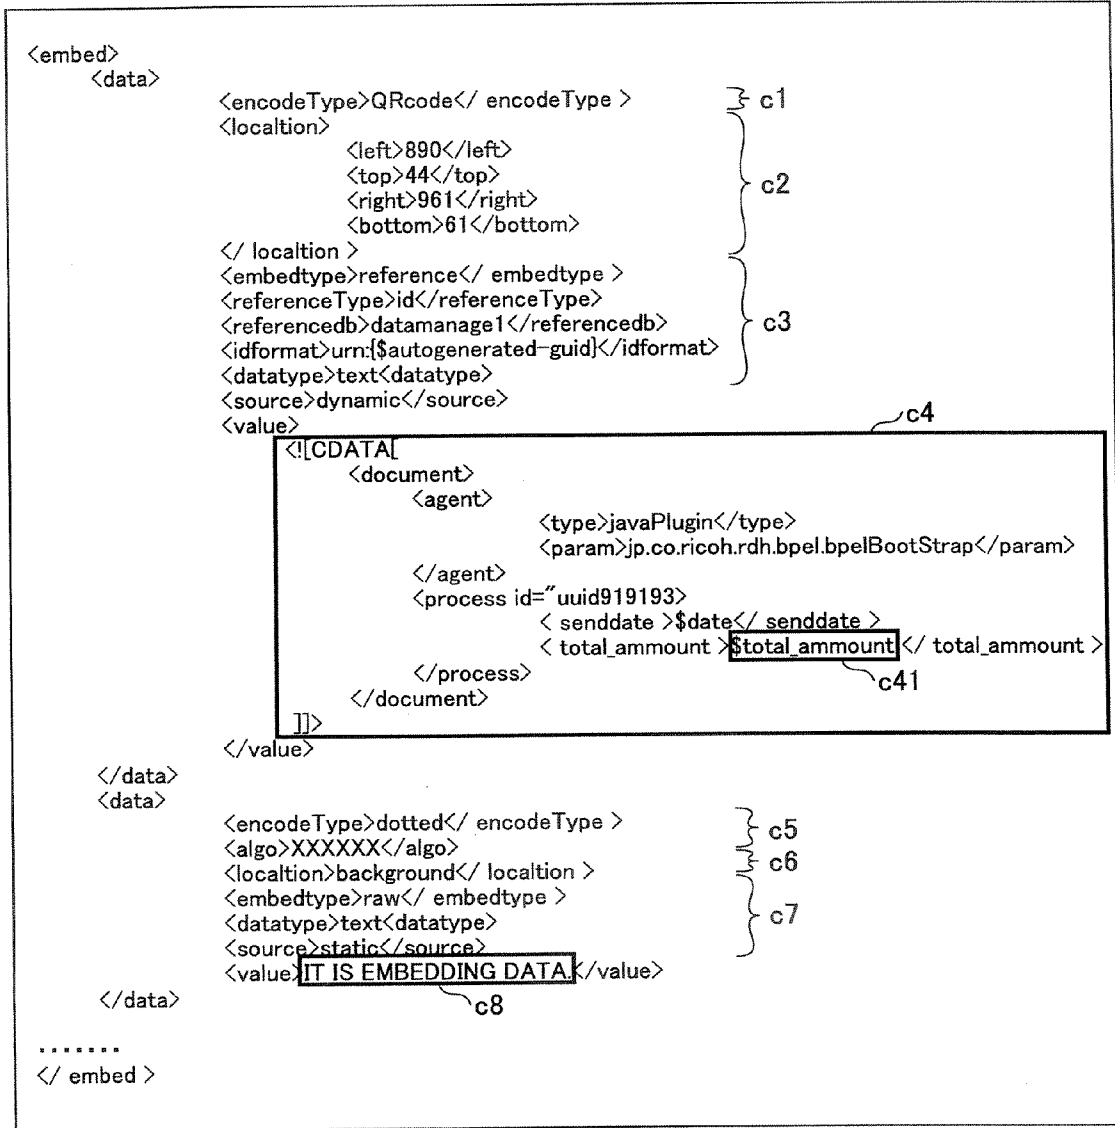 <embed>
<data>
<encodeType>QRcode</ encodeType > c1
<localtion>
<left>890</left>
<top>44</top>
<right>961</right> c2
<bottom>61</bottom>
</ localtion >
<embedtype>reference</ embedtype >
<referenceType>id</referenceType>
<referencedb>datamanage1</referencedb> c3
<idformat>urn:{$autogenerated-guid}</idformat>
<datatype>text<datatype>
<source>dynamic</source>
<value> c4
<![CDATA[
<document>
<agent>
<type>javaPlugin</type>
<param>jp.co.ricoh.rdh.bpel.bpelBootStrap</param>
</agent>
<process id="uuid919193>
< senddate >$date</ senddate >
< total_ammount >$total_ammount </ total_ammount >
</process> c41
</document>
]]>
</value>
</data>
<data>
<encodeType>dotted</ encodeType > c5
<algo>XXXXXX</algo>
<localtion>background</ localtion > c6
<embedtype>raw</ embedtype >
<datatype>text<datatype> c7
<source>static</source>
<value>IT IS EMBEDDING DATA.</value>
</data> c8
.......
</ embed >